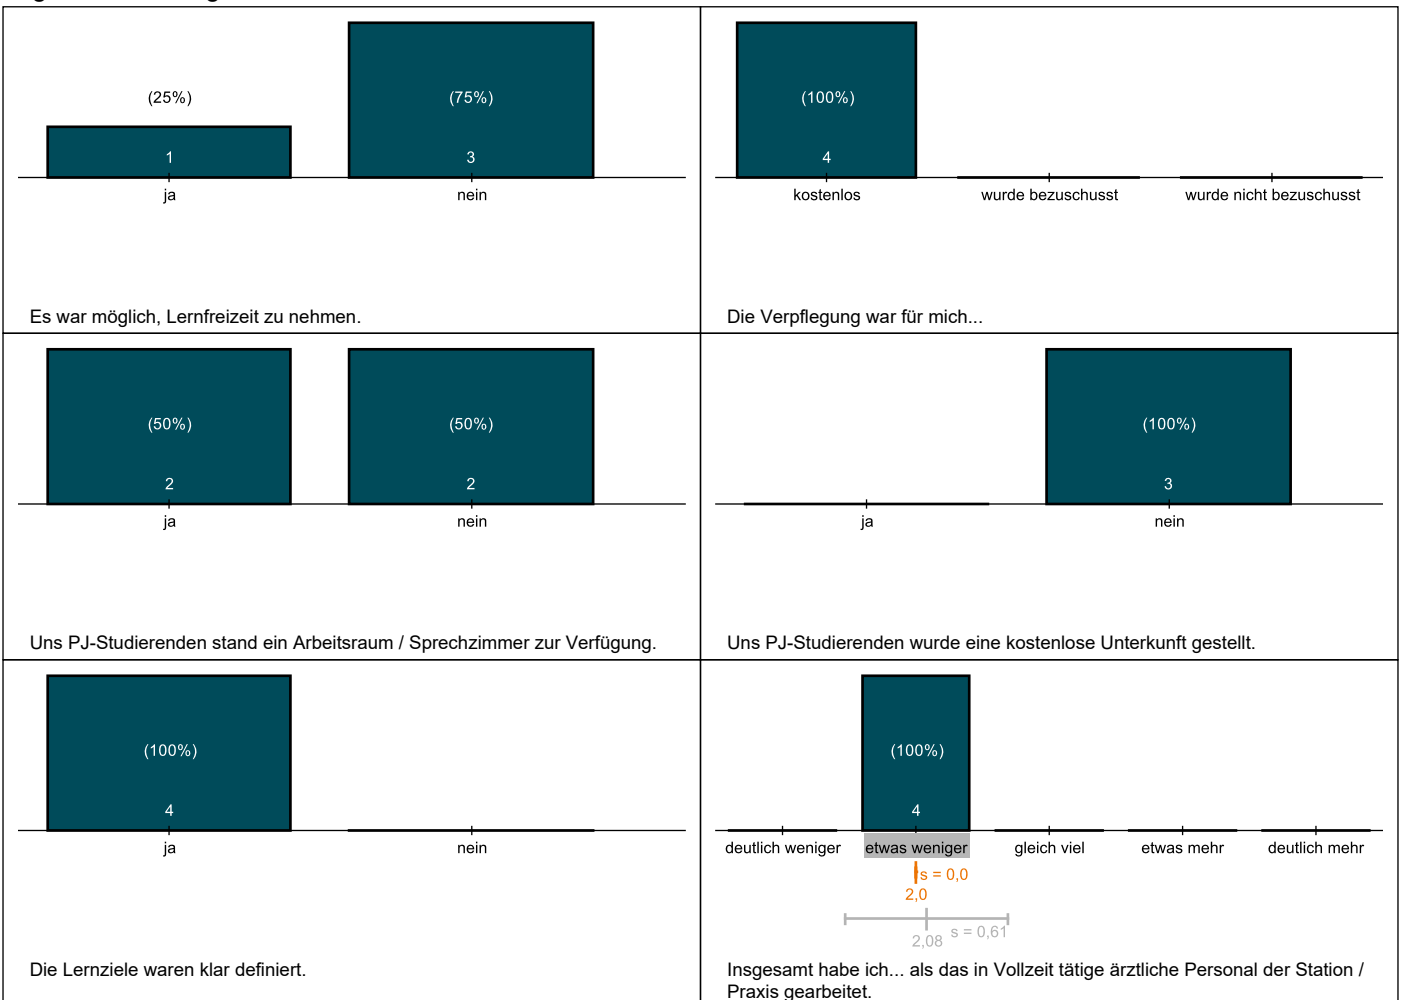 (25%)
(75%)
1
3
ja
nein
Es war möglich, Lernfreizeit zu nehmen.
(100%)
4
kostenlos
wurde bezuschusst
wurde nicht bezuschusst
Die Verpflegung war für mich...
(50%)
(50%)
2
2
ja
nein
Uns PJ-Studierenden stand ein Arbeitsraum / Sprechzimmer zur Verfügung.
(100%)
3
ja
nein
Uns PJ-Studierenden wurde eine kostenlose Unterkunft gestellt.
(100%)
4
ja
nein
Die Lernziele waren klar definiert.
(100%)
4
deutlich weniger
etwas weniger
gleich viel
etwas mehr
deutlich mehr
s = 0,0
2,0
s = 0,61
2,08
Insgesamt habe ich... als das in Vollzeit tätige ärztliche Personal der Station /
Praxis gearbeitet.